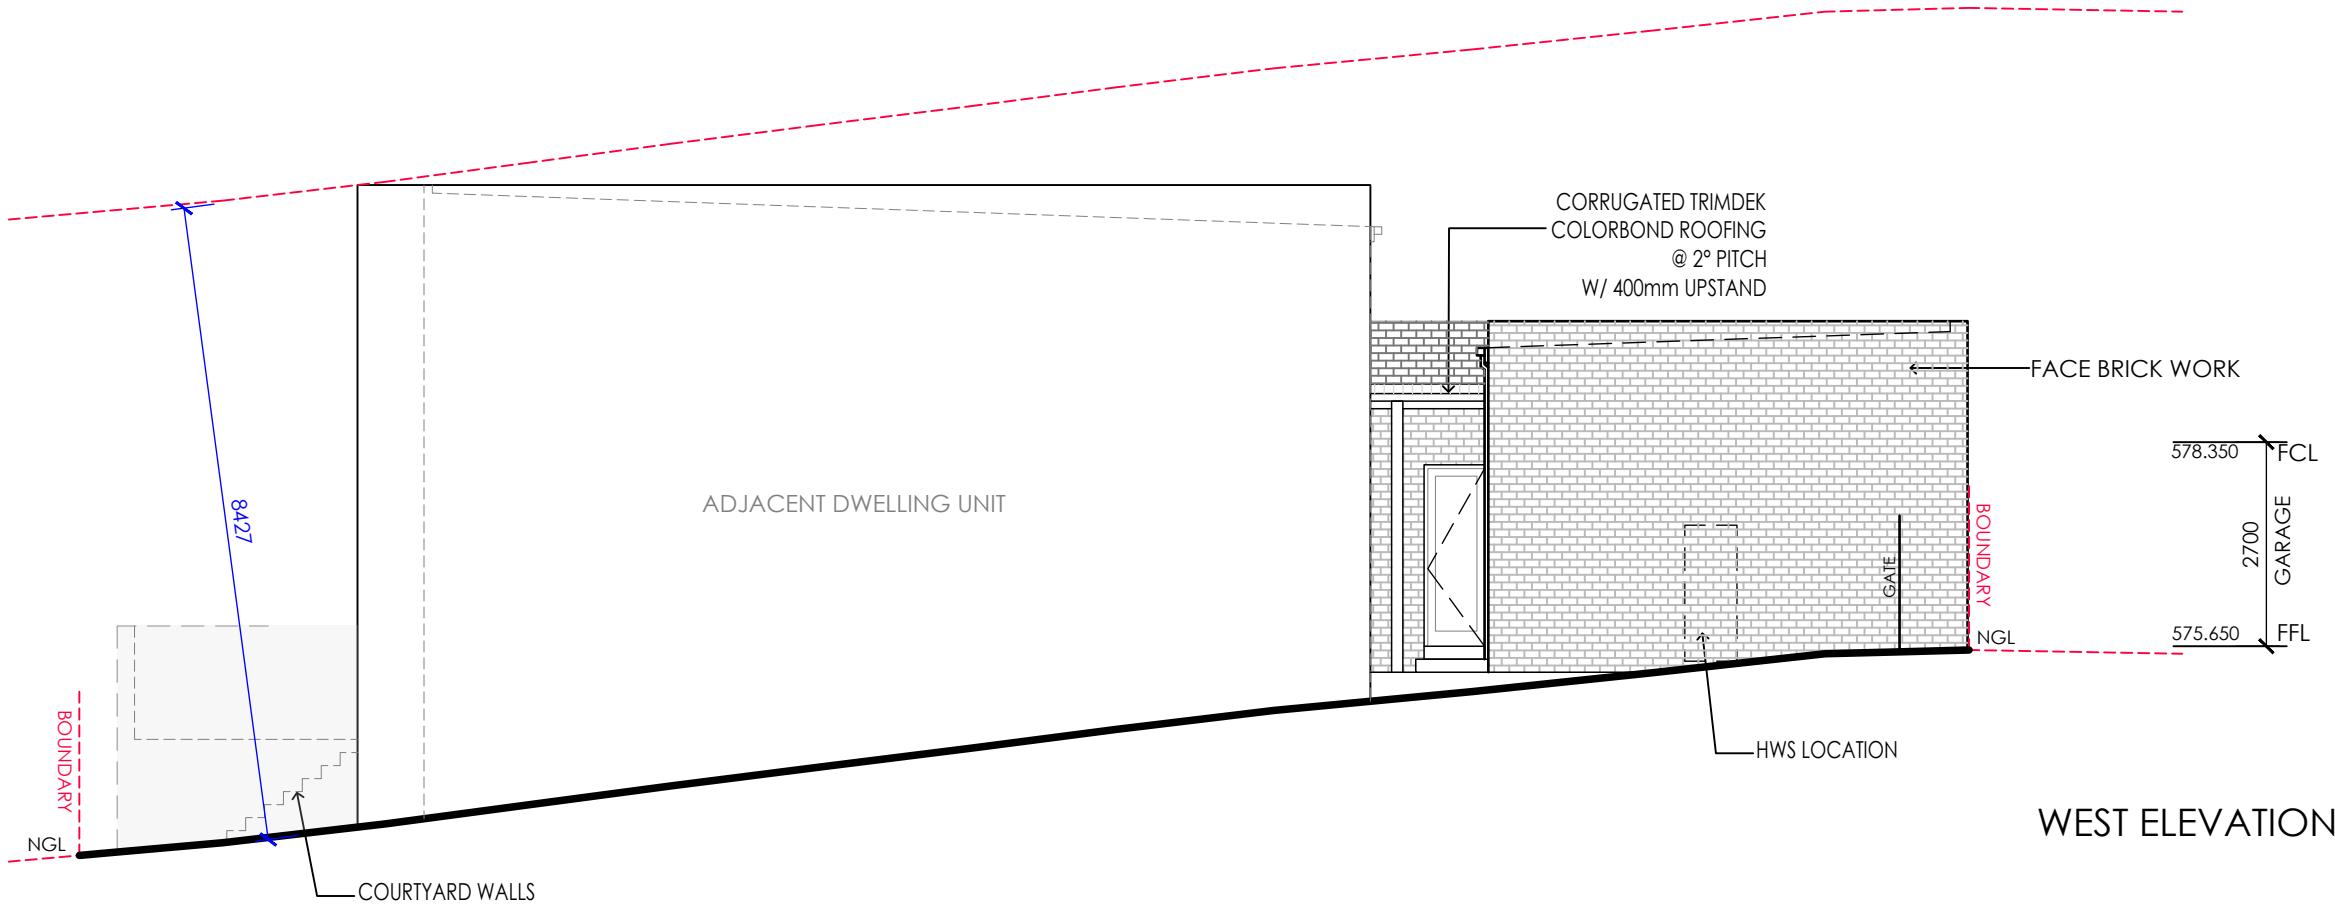 CORRUGATED TRIMDEK
COLORBOND ROOFING
@ 2° PITCH
W/ 400mm UPSTAND
FACE BRICK WORK
578.350
FCL
8427
ADJACENT DWELLING UNIT
BOUNDARY
2700
GARAGE
GATE
575.650
FFL
NGL
BOUNDARY
HWS LOCATION
WEST ELEVATION
NGL
COURTYARD WALLS